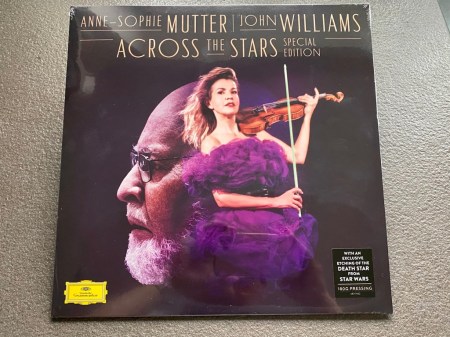 ANNE-SOPHIE MUTTER | JOHN WILLIAMS
ACROSS THE STARS SPECIAL EDITION
WITH AN
EXCLUSIVE
ETCHING OF THE
DEATH STAR
FROM
STAR WARS
180G PRESSING